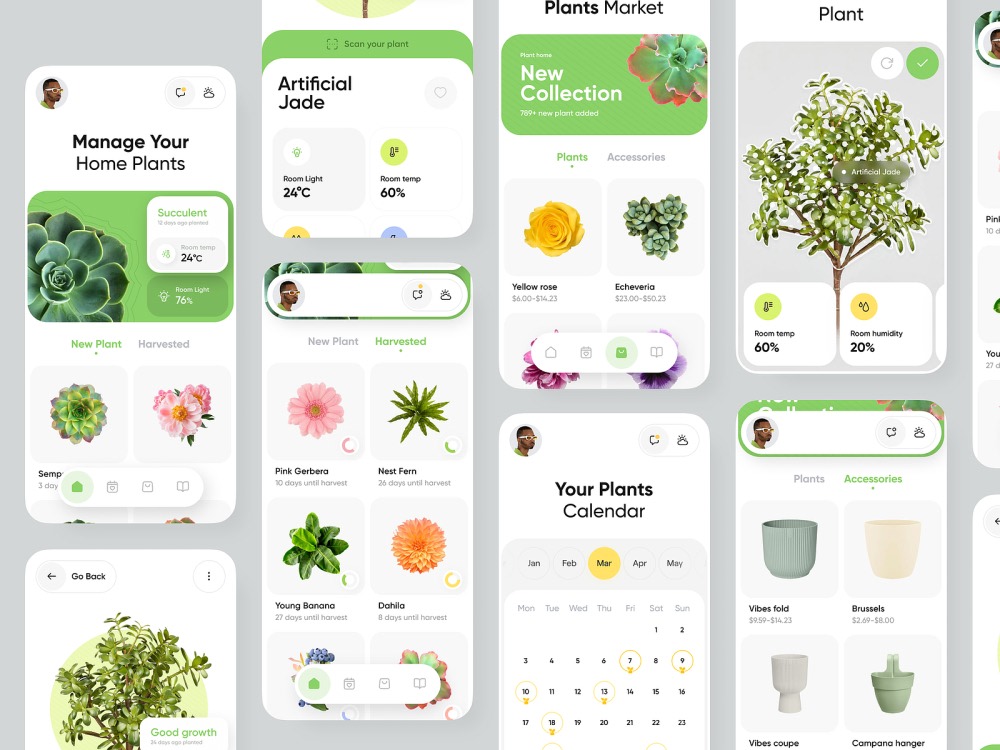 Manage Your
Home Plants
Succulent
12 days ago planted
Room temp
24°C
Room Light
76%
New Plant
Harvested
3 day
Go Back
Good growth
24 days ago planted
Scan your plant
Artificial
Jade
Room Light
24°C
Room temp
60%
New Plant
Harvested
Pink Gerbera
10 days until harvest
Nest Fern
26 days until harvest
Young Banana
27 days until harvest
Dahila
8 days until harvest
Plants Market
Plant home
New
Collection
789+ new plant added
Plants
Accessories
Yellow rose
$6.00-$14.23
Echeveria
$23.00-$50.23
Your Plants
Calendar
Jan
Feb
Mar
Apr
May
Mon Tue Wed Thu Fri Sat Sun
1 2
3 4 5 6 7 8 9
10 11 12 13 14 15 16
17 18 19 20 21 22 23
Plant
Artificial Jade
Room temp
60%
Room humidity
20%
Collection
Plants
Accessories
Vibes fold
$9.59-$14.23
Brussels
$2.69-$8.00
Vibes coupe
Campana hanger
10 d
27 d